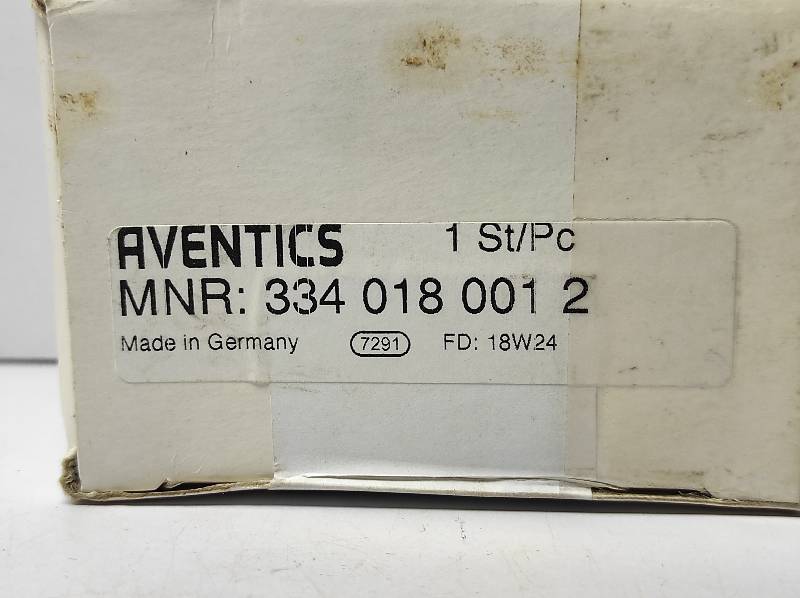 AVENTICS 1 St/Pc
MNR: 334 018 001 2
Made in Germany 7291 FD: 18W24